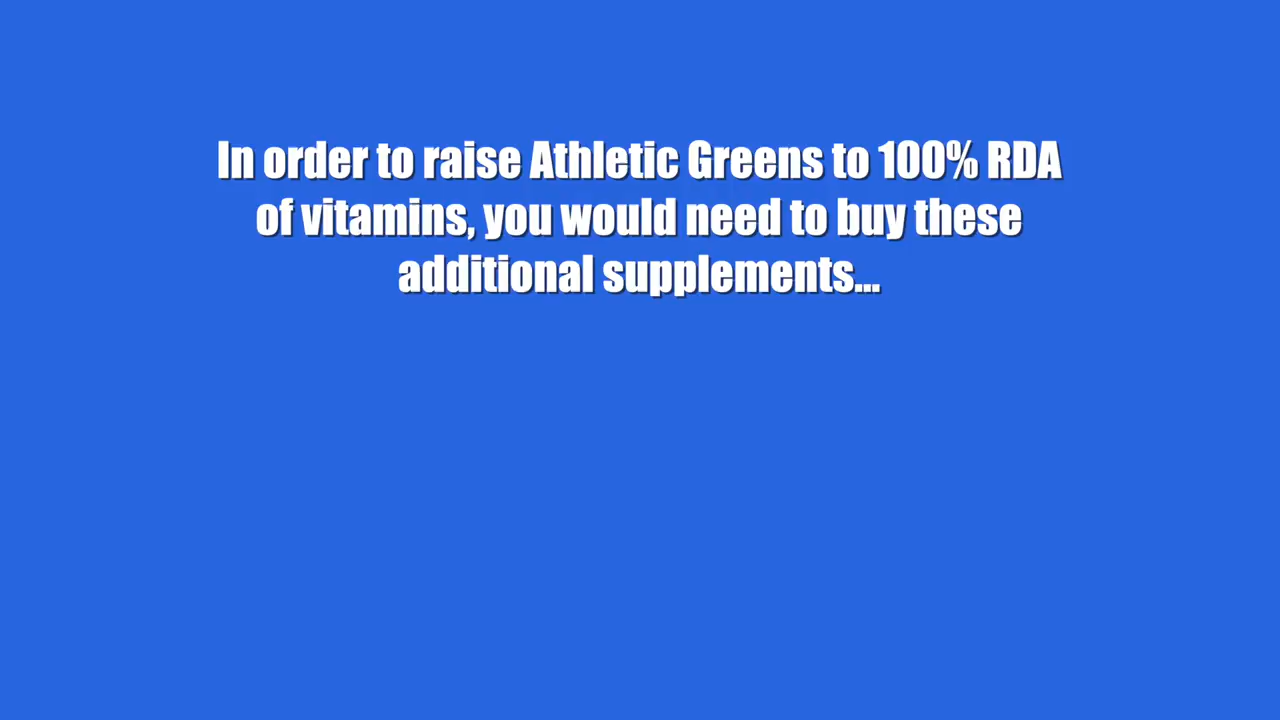 In order to raise Athletic Greens to 100% RDA
of vitamins, you would need to buy these
additional supplements...